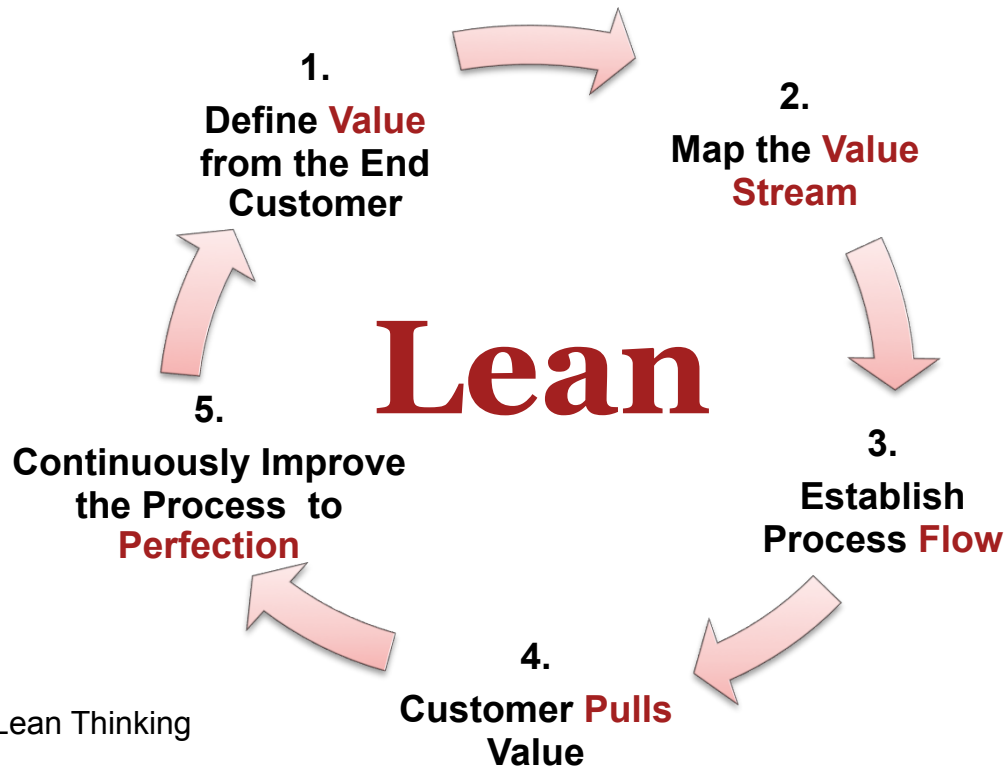 1.
Define Value
from the End
Customer
2.
Map the Value
Stream
Lean
3.
Establish
Process Flow
4.
Customer Pulls
Value
5.
Continuously Improve
the Process to
Perfection
Lean Thinking